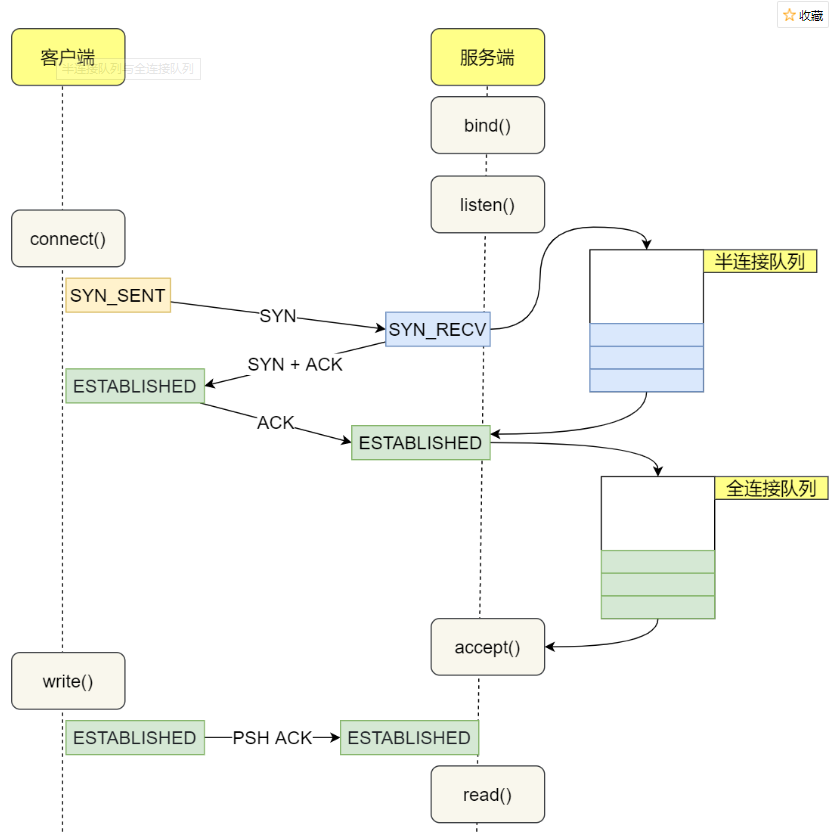 收藏
客户端
服务端
半连接队列与全连接队列
bind()
listen()
connect()
半连接队列
SYN_SENT
SYN
SYN_RECV
SYN + ACK
ESTABLISHED
ACK
ESTABLISHED
全连接队列
accept()
write()
ESTABLISHED
PSH ACK
ESTABLISHED
read()